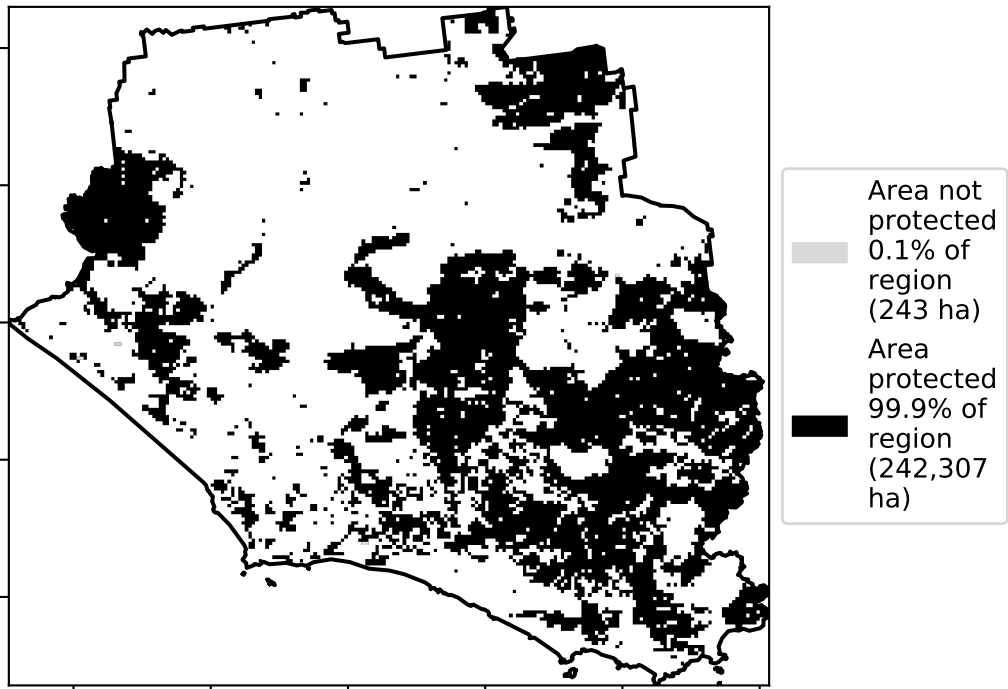 Area not
protected
0.1% of
region
(243 ha)
Area
protected
99.9% of
region
(242,307
ha)